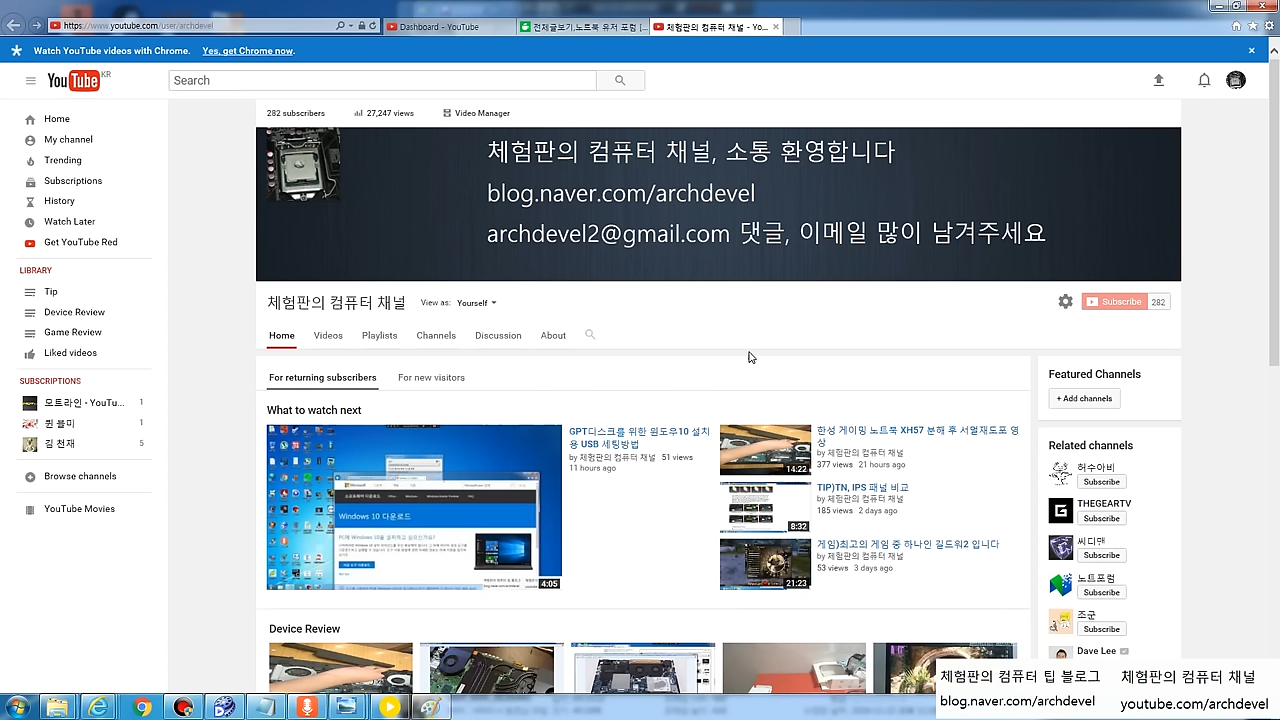 https://www.youtube.com/user/archdevel
Dashboard - YouTube
전체글보기,노트북 유저 포럼 [...
체험판의 컴퓨터 채널 - Yo...
Watch YouTube videos with Chrome. Yes, get Chrome now.
YouTube KR
Search
Home
My channel
Trending
Subscriptions
History
Watch Later
Get YouTube Red
LIBRARY
Tip
Device Review
Game Review
Liked videos
SUBSCRIPTIONS
모트라인 - YouTu... 1
1
김 천재 5
Browse channels
YouTube Movies
282 subscribers 27,247 views Video Manager
체험판의 컴퓨터 채널, 소통 환영합니다
blog.naver.com/archdevel
archdevel2@gmail.com 댓글, 이메일 많이 남겨주세요
체험판의 컴퓨터 채널 View as: Yourself
Subscribe 282
Home Videos Playlists Channels Discussion About
For returning subscribers For new visitors
What to watch next
Windows 10 다운로드
4:05
GPT디스크를 위한 윈도우10 설치
용 USB 세팅방법
by 체험판의 컴퓨터 채널 51 views
11 hours ago
14:22
한성 게이밍 노트북 XH57 분해 후 서멀재도포 영
상
by 체험판의 컴퓨터 채널
377 views 21 hours ago
8:32
TIP)TN, IPS 패널 비교
by 체험판의 컴퓨터 채널
185 views 2 days ago
21:23
게임)최고의 게임 중 하나인 길드워2 입니다
by 체험판의 컴퓨터 채널
53 views 3 days ago
Device Review
Featured Channels
+ Add channels
Related channels
허수아비
Subscribe
THEGEARTV
Subscribe
Subscribe
노트포럼
Subscribe
조군
Subscribe
Dave Lee
체험판의 컴퓨터 팁 블로그
blog.naver.com/archdevel
체험판의 컴퓨터 채널
youtube.com/archdevel